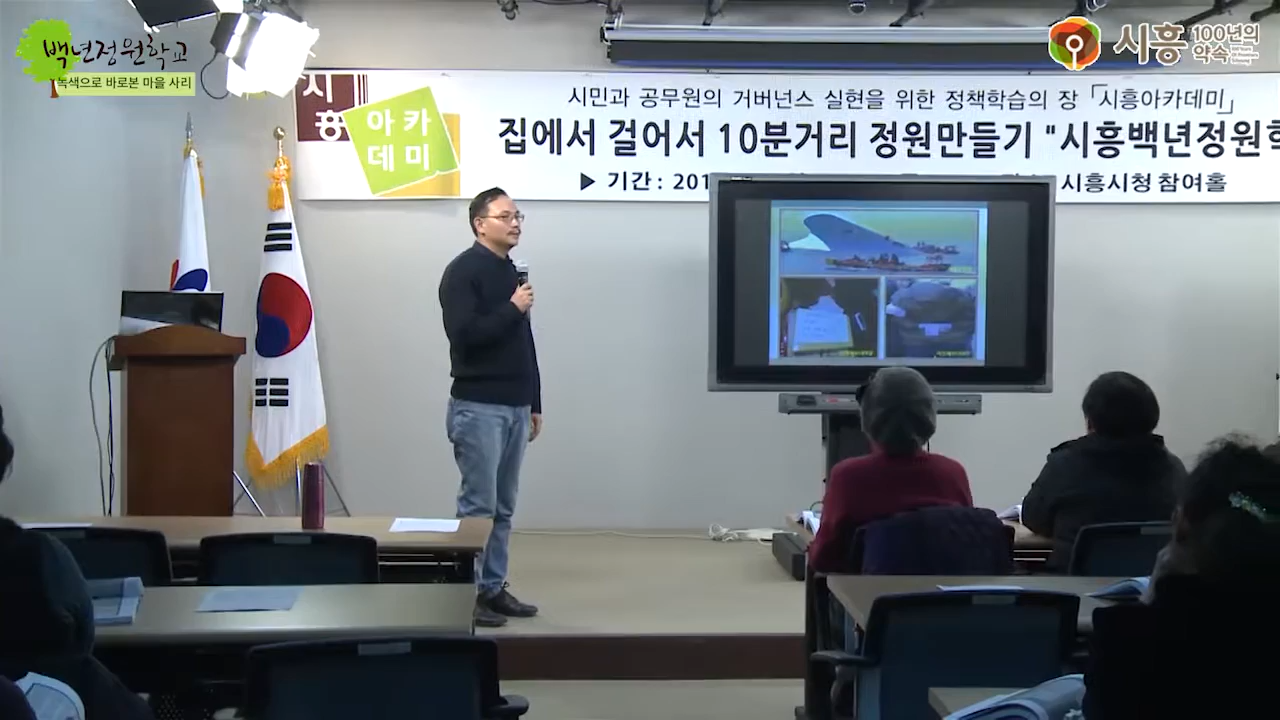 백년정원학교
녹색으로 바로본 마을 사리
시흥 100년의
약속
시흥
아카
데미
시민과 공무원의 거버넌스 실현을 위한 정책학습의 장 「시흥아카데미」
집에서 걸어서 10분거리 정원만들기 "시흥백년정원학
▶ 기간 : 201
시흥시청 참여홀